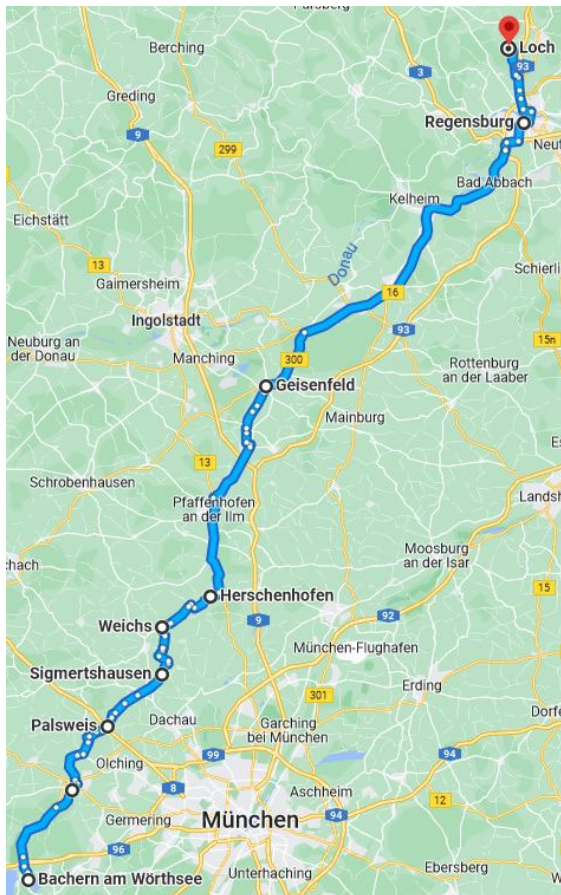 Parsberg
Loch
Berching
93
3
Greding
Regensburg
9
Neuf
299
Bad Abbach
Kelheim
Eichstätt
Donau
13
Schierli
Gaimersheim
16
Ingolstadt
93
15n
Neuburg an
der Donau
Manching
300
Rottenburg
an der Laaber
Geisenfeld
Mainburg
Es
13
Schrobenhausen
Landsh
Pfaffenhofen
an der Ilm
Moosburg
an der Isar
chach
15
Herschenhofen
92
Weichs
9
München-Flughafen
Sigmertshausen
301
Erding
Palsweis
Dachau
Garching
bei München
Dorfe
Olching
99
94
8
Aschheim
12
Germering
München
94
96
Ebersberg
Bachern am Wörthsee
Unterhaching
W